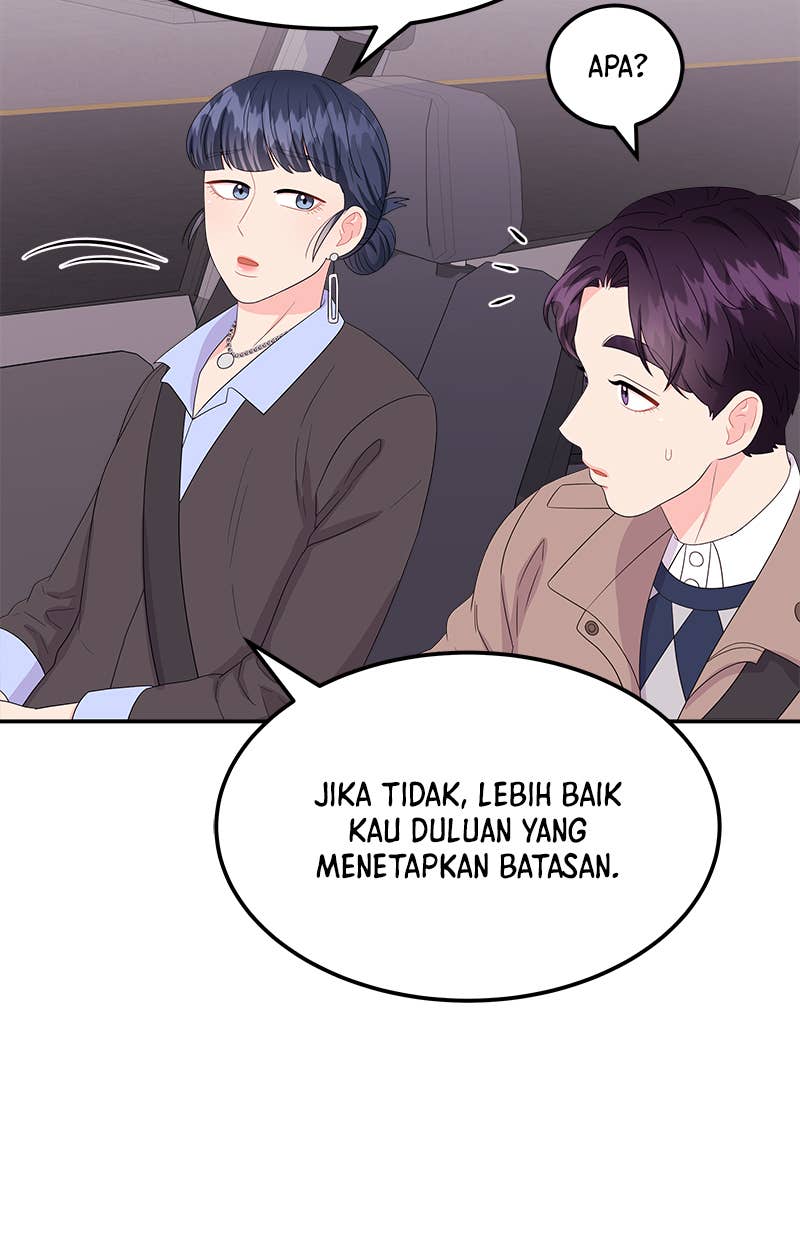 APA?
JIKA TIDAK, LEBIH BAIK
KAU DULUAN YANG
MENETAPKAN BATASAN.